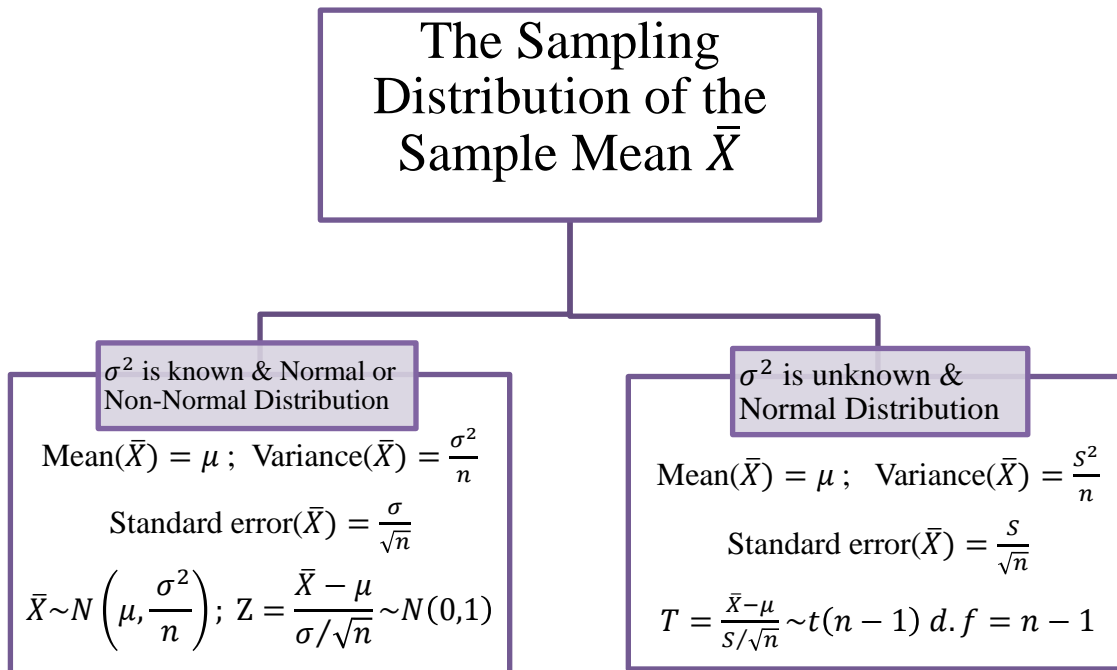 The Sampling
Distribution of the
Sample Mean X̄
σ² is known & Normal or
Non-Normal Distribution
Mean(X̄) = μ ; Variance(X̄) = σ²/n
Standard error(X̄) = σ/√n
X̄~N(μ, σ²/n); Z = (X̄ − μ)/(σ/√n) ~N(0,1)
σ² is unknown &
Normal Distribution
Mean(X̄) = μ ; Variance(X̄) = S²/n
Standard error(X̄) = S/√n
T = (X̄−μ)/(S/√n) ~t(n − 1) d.f = n − 1